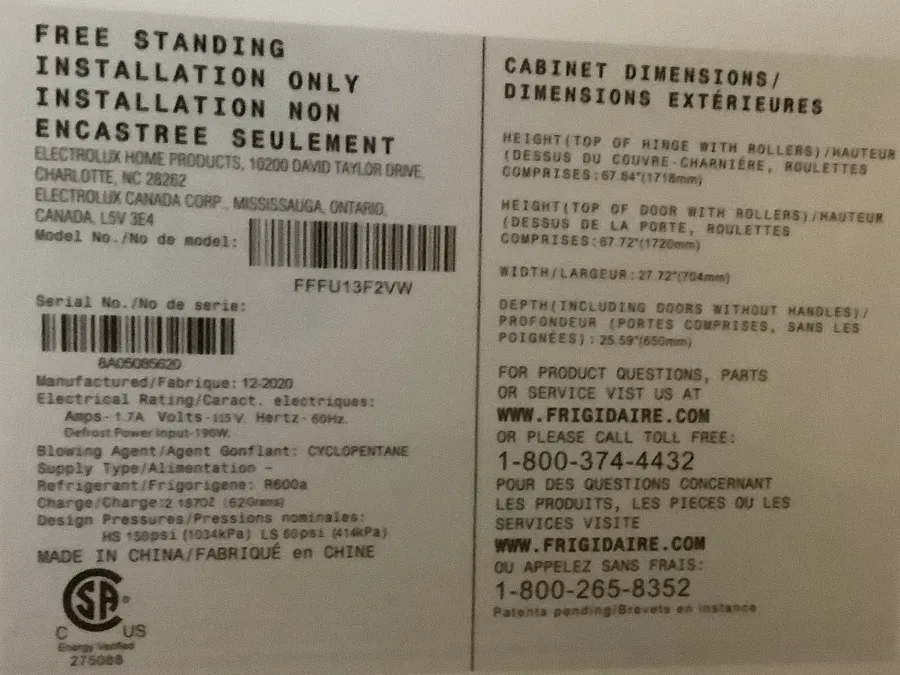 FREE STANDING
INSTALLATION ONLY
INSTALLATION NON
ENCASTREE SEULEMENT
ELECTROLUX HOME PRODUCTS, 10200 DAVID TAYLOR DRIVE,
CHARLOTTE, NC 28262
ELECTROLUX CANADA CORP., MISSISSAUGA, ONTARIO,
CANADA, L5V 3E4
Model No./No de model:
FFFU13F2VW
Serial No./No de serie:
8A05085620
Manufactured/Fabrique: 12-2020
Electrical Rating/Caract. electriques:
Amps- 1.7A Volts-115V Hertz- 60Hz.
Defrost Power Input-190W.
Blowing Agent/Agent Gonflant: CYCLOPENTANE
Supply Type/Alimentation -
Refrigerant/Frigorigene: R600a
Charge/Charge:2.187OZ (62Grams)
Design Pressures/Pressions nominales:
HS 150psi (1034kPa) LS 60psi (414kPa)
MADE IN CHINA/FABRIQUÉ en CHINE
SA ®
C US
Energy Verified
275088
CABINET DIMENSIONS/
DIMENSIONS EXTÉRIEURES
HEIGHT(TOP OF HINGE WITH ROLLERS)/HAUTEUR
(DESSUS DU COUVRE-CHARNIÉRE, ROULETTES
COMPRISES:67.64"(1718mm)
HEIGHT(TOP OF DOOR WITH ROLLERS)/HAUTEUR
(DESSUS DE LA PORTE, ROULETTES
COMPRISES:67.72"(1720mm)
WIDTH/LARGEUR:27.72"(704mm)
DEPTH(INCLUDING DOORS WITHOUT HANDLES)/
PROFONDEUR (PORTES COMPRISES, SANS LES
POIGNÉES):25.59"(650mm)
FOR PRODUCT QUESTIONS, PARTS
OR SERVICE VIST US AT
WWW.FRIGIDAIRE.COM
OR PLEASE CALL TOLL FREE:
1-800-374-4432
POUR DES QUESTIONS CONCERNANT
LES PRODUITS, LES PIECES OU LES
SERVICES VISITE
WWW.FRIGIDAIRE.COM
OU APPELEZ SANS FRAIS:
1-800-265-8352
Patents pending/Brevets en instance